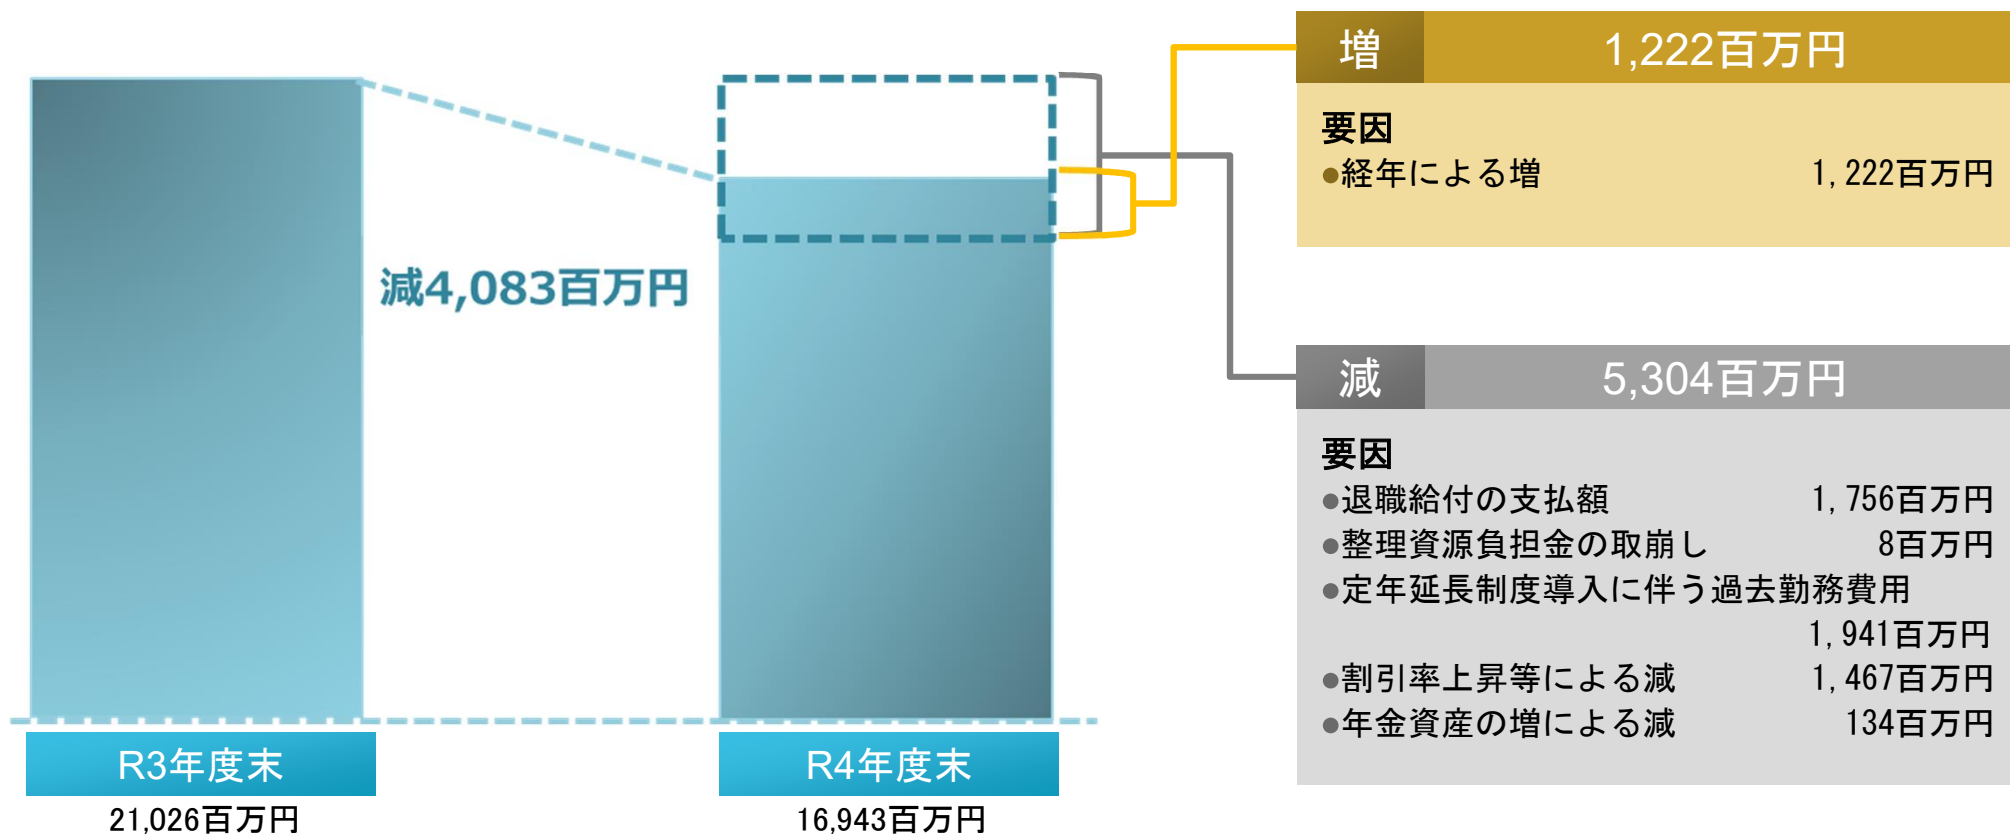 減4,083百万円
R3年度末
21,026百万円
R4年度末
16,943百万円
増 1,222百万円
要因
●経年による増 1,222百万円
減 5,304百万円
要因
●退職給付の支払額 1,756百万円
●整理資源負担金の取崩し 8百万円
●定年延長制度導入に伴う過去勤務費用
1,941百万円
●割引率上昇等による減 1,467百万円
●年金資産の増による減 134百万円